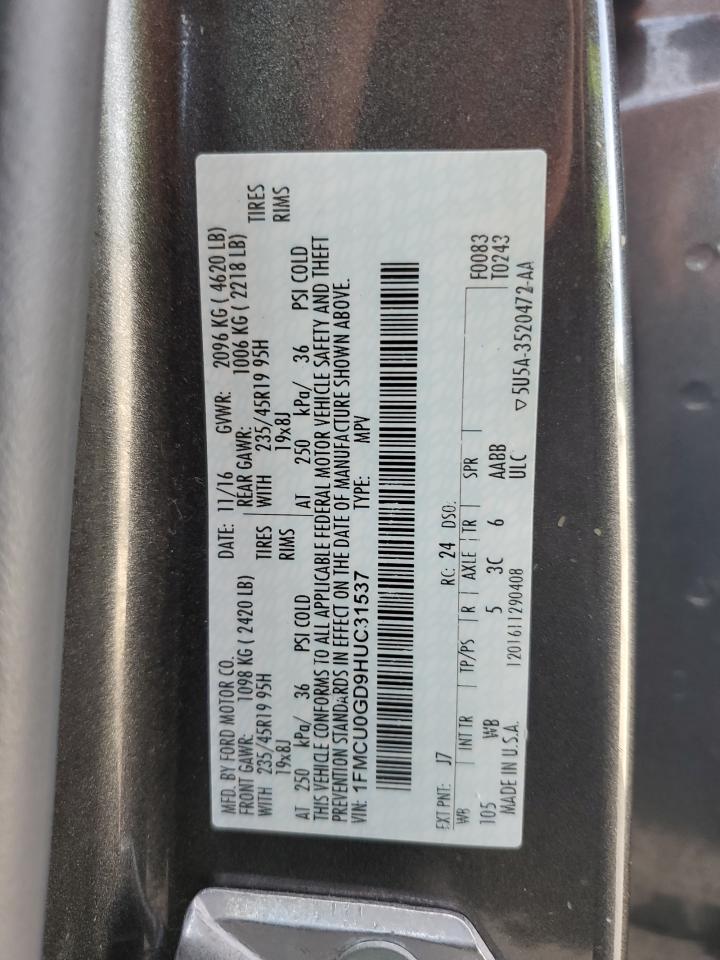 MFD. BY FORD MOTOR CO. DATE: 11/16 GVWR: 2096 KG ( 4620 LB)
FRONT GAWR: 1098 KG ( 2420 LB) REAR GAWR: 1006 KG ( 2218 LB)
WITH 235/45R19 95H TIRES WITH 235/45R19 95H TIRES
19x8J RIMS 19x8J RIMS
AT 250 kPa/ 36 PSI COLD AT 250 kPa/ 36 PSI COLD
THIS VEHICLE CONFORMS TO ALL APPLICABLE FEDERAL MOTOR VEHICLE SAFETY AND THEFT
PREVENTION STANDARDS IN EFFECT ON THE DATE OF MANUFACTURE SHOWN ABOVE.
VIN: 1FMCU0GD9HUC31537 TYPE: MPV
EXT PNT: J7 RC: 24 DSO: F0083
WB INT TR TP/PS R AXLE TR SPR T0243
105 WB 5 3C 6 AABB
MADE IN U.S.A. 1201611290408 ULC ▽5U5A-3520472-AA